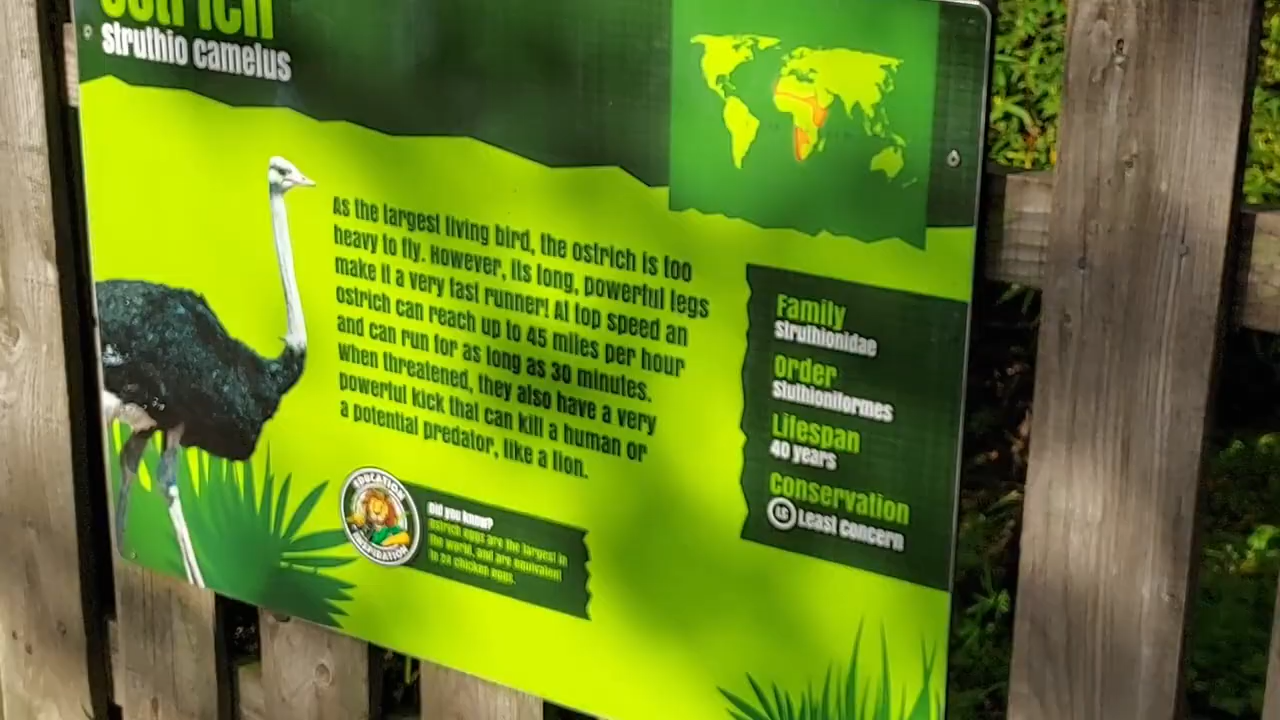 Ostrich
Struthio camelus
As the largest living bird, the ostrich is too
heavy to fly. However, its long, powerful legs
make it a very fast runner! At top speed an
ostrich can reach up to 45 miles per hour
and can run for as long as 30 minutes.
When threatened, they also have a very
powerful kick that can kill a human or
a potential predator, like a lion.
Family
Struthionidae
Order
Stuthioniformes
Lifespan
40 years
Conservation
LC Least Concern
EDUCATION
INSPIRATION
Did you know?
Ostrich eggs are the largest in
the world, and are equivalent
to 24 chicken eggs.